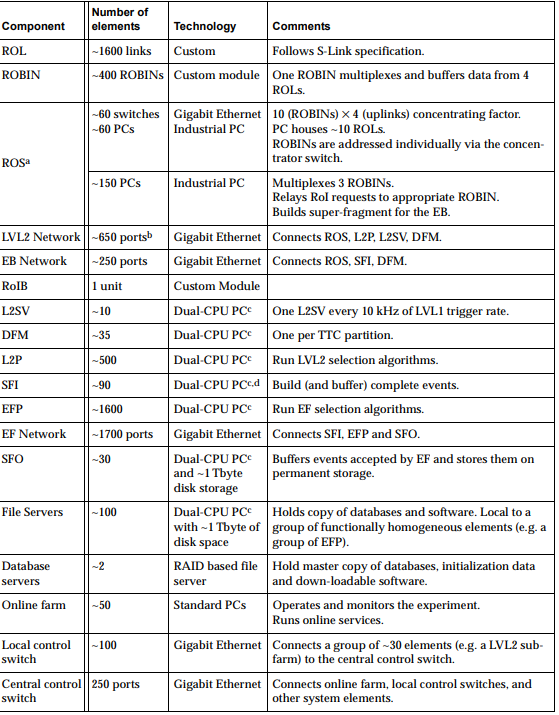 Component Number of elements Technology Comments
ROL ~1600 links Custom Follows S-Link specification.
ROBIN ~400 ROBINs Custom module One ROBIN multiplexes and buffers data from 4
ROLs.
ROSa
~60 switches Gigabit Ethernet 10 (ROBINs) × 4 (uplinks) concentrating factor.
~60 PCs Industrial PC PC houses ~10 ROLs.
ROBINs are addressed individually via the concen-
trator switch.
~150 PCs Industrial PC Multiplexes 3 ROBINs.
Relays RoI requests to appropriate ROBIN.
Builds super-fragment for the EB.
LVL2 Network ~650 portsb Gigabit Ethernet Connects ROS, L2P, L2SV, DFM.
EB Network ~250 ports Gigabit Ethernet Connects ROS, SFI, DFM.
RoIB 1 unit Custom Module
L2SV ~10 Dual-CPU PCc One L2SV every 10 kHz of LVL1 trigger rate.
DFM ~35 Dual-CPU PCc One per TTC partition.
L2P ~500 Dual-CPU PCc Run LVL2 selection algorithms.
SFI ~90 Dual-CPU PCc,d Build (and buffer) complete events.
EFP ~1600 Dual-CPU PCc Run EF selection algorithms.
EF Network ~1700 ports Gigabit Ethernet Connects SFI, EFP and SFO.
SFO ~30 Dual-CPU PCc Buffers events accepted by EF and stores them on
and ~1 Tbyte permanent storage.
disk storage
File Servers ~100 Dual-CPU PCc Holds copy of databases and software. Local to a
with ~1 Tbyte of group of functionally homogeneous elements (e.g. a
disk space group of EFP).
Database ~2 RAID based file Hold master copy of databases, initialization data
servers server and down-loadable software.
Online farm ~50 Standard PCs Operates and monitors the experiment.
Runs online services.
Local control ~100 Gigabit Ethernet Connects a group of ~30 elements (e.g. a LVL2 sub-
switch farm) to the central control switch.
Central control 250 ports Gigabit Ethernet Connects online farm, local control switches, and
switch other system elements.